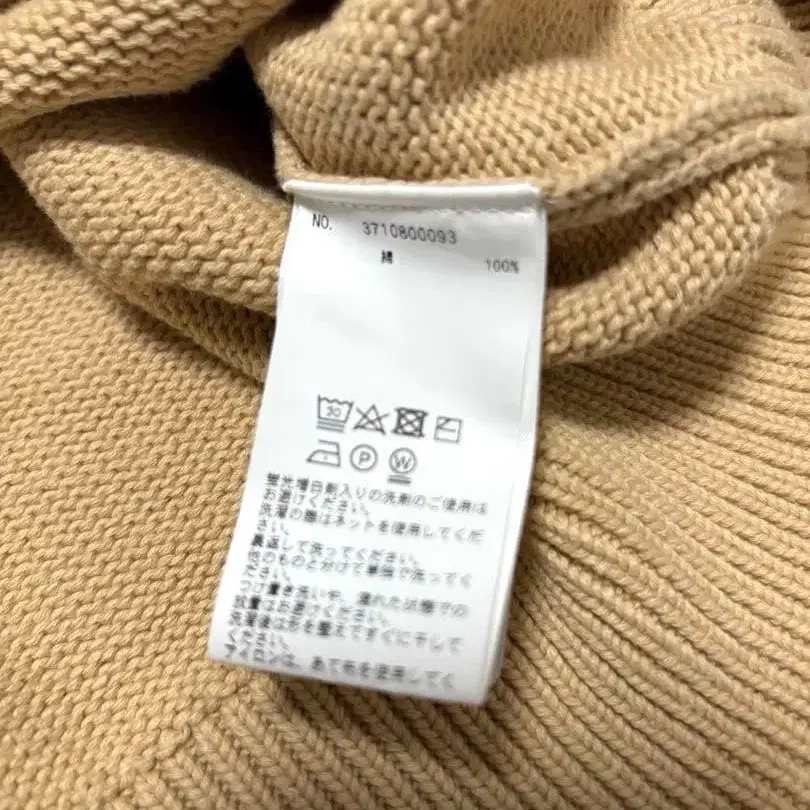 NO. 3710800093
綿 100%
30
P W
蛍光増白剤入りの洗剤のご使用は
お避けください。
洗濯の際はネットを使用してくだ
さい。
裏返して洗ってください。
他のものとわけて単独で洗ってく
ださい。
つけ置き洗いや、濡れた状態での
放置はお避けください。
洗濯後は形を整えてすぐに干して
ください。
アイロンは、あて布を使用してく